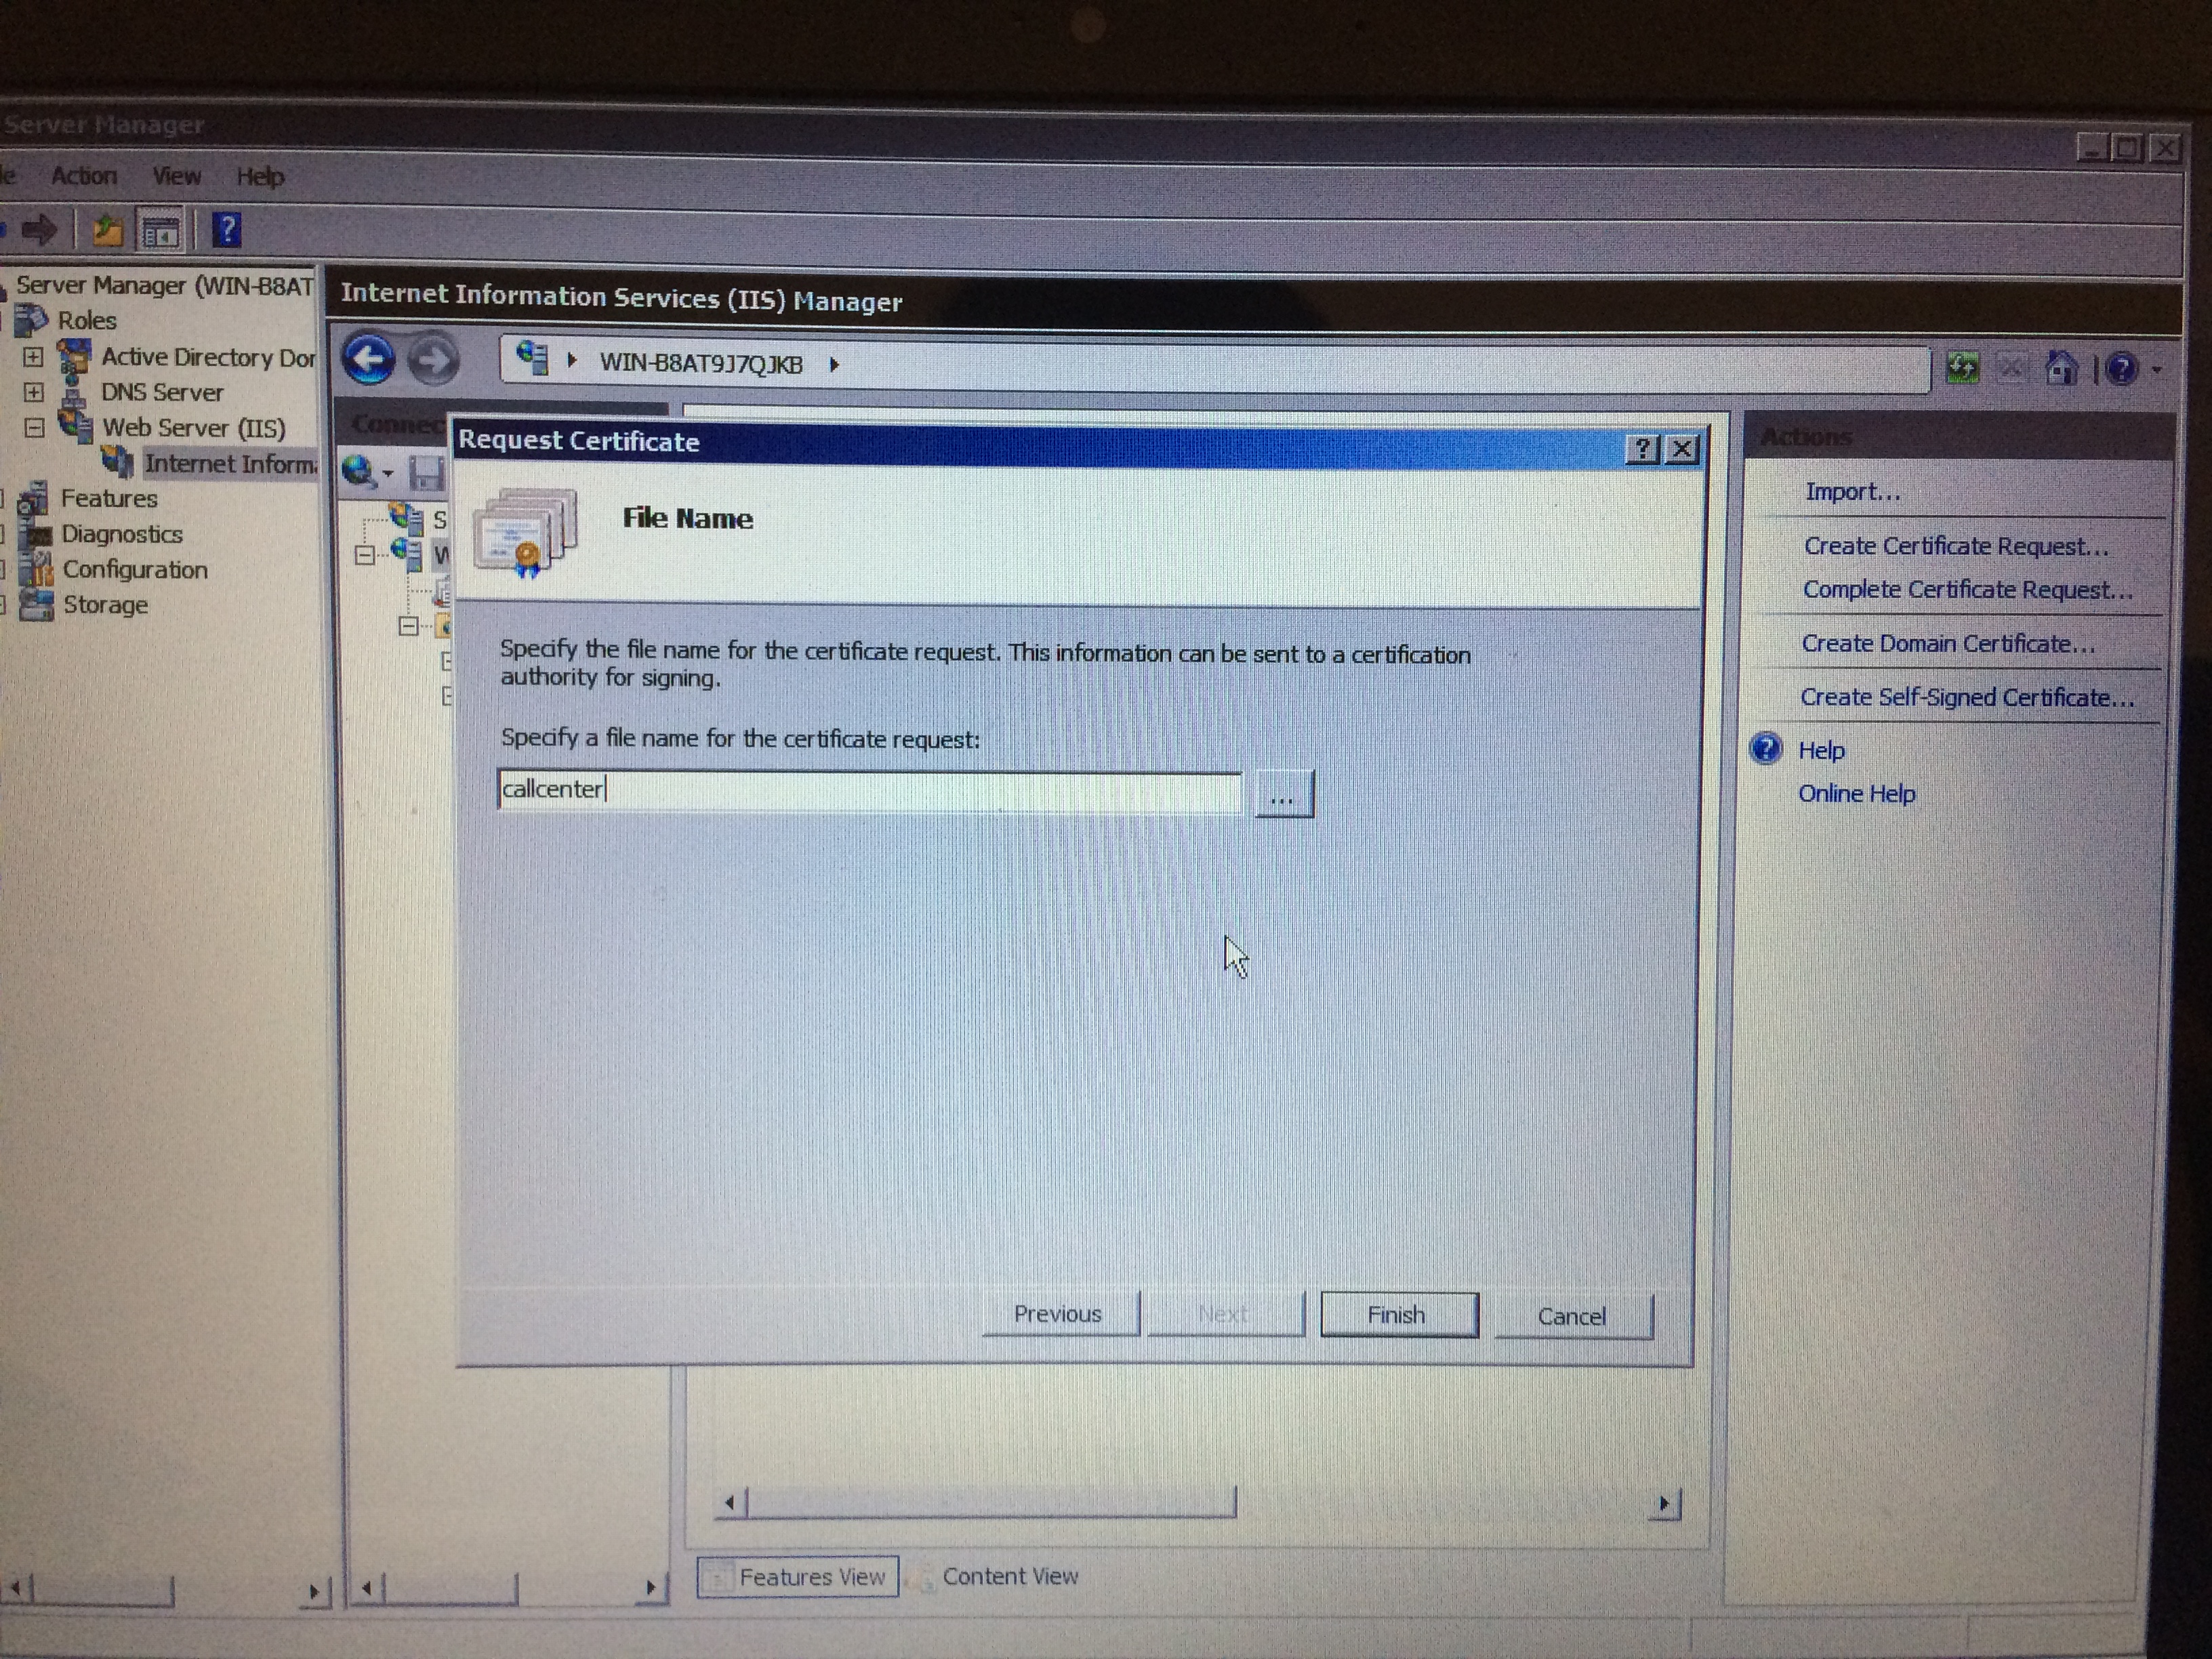 Server Manager
Action View Help
Server Manager (WIN-B8AT
Roles
Active Directory Dor
DNS Server
Web Server (IIS)
Internet Inform
Features
Diagnostics
Configuration
Storage
Internet Information Services (IIS) Manager
WIN-B8AT9J7QJKB
Connec
S
W
Request Certificate
File Name
Specify the file name for the certificate request. This information can be sent to a certification
authority for signing.
Specify a file name for the certificate request:
callcenter
...
Previous
Next
Finish
Cancel
Features View
Content View
Actions
Import...
Create Certificate Request...
Complete Certificate Request...
Create Domain Certificate...
Create Self-Signed Certificate...
Help
Online Help